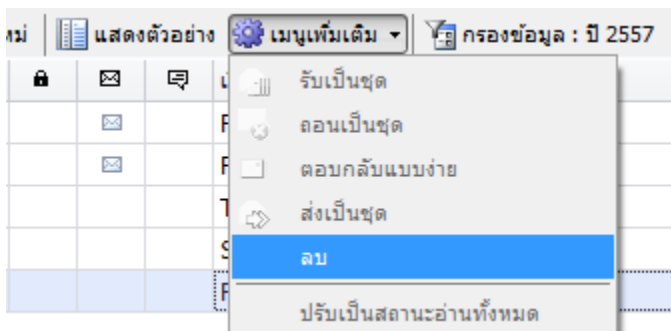 แสดงตัวอย่าง เมนูเพิ่มเติม กรองข้อมูล : ปี 2557
รับเป็นชุด
ถอนเป็นชุด
ตอบกลับแบบง่าย
ส่งเป็นชุด
ลบ
ปรับเป็นสถานะอ่านทั้งหมด